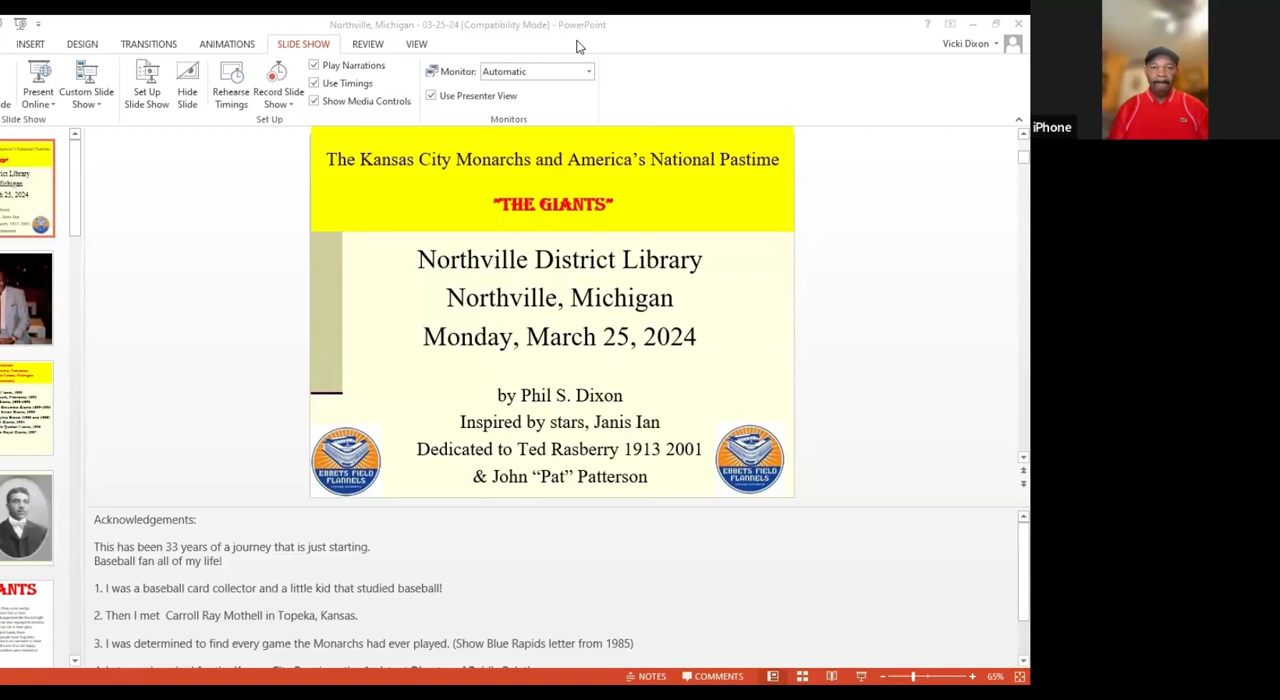 Northville, Michigan - 03-25-24 [Compatibility Mode] - PowerPoint
INSERT DESIGN TRANSITIONS ANIMATIONS SLIDE SHOW REVIEW VIEW
Vicki Dixon
Present Online
Custom Slide Show
Set Up Slide Show
Hide Slide
Rehearse Timings
Record Slide Show
Play Narrations
Use Timings
Show Media Controls
Monitor: Automatic
Use Presenter View
Slide Show
Set Up
Monitors
iPhone
The Kansas City Monarchs and America's National Pastime
"THE GIANTS"
Northville District Library
Northville, Michigan
Monday, March 25, 2024
by Phil S. Dixon
Inspired by stars, Janis Ian
Dedicated to Ted Rasberry 1913 2001
& John “Pat” Patterson
EBBETS FIELD FLANNELS
EBBETS FIELD FLANNELS
Acknowledgements:
This has been 33 years of a journey that is just starting.
Baseball fan all of my life!
1. I was a baseball card collector and a little kid that studied baseball!
2. Then I met Carroll Ray Mothell in Topeka, Kansas.
3. I was determined to find every game the Monarchs had ever played. (Show Blue Rapids letter from 1985)
NOTES COMMENTS 65%